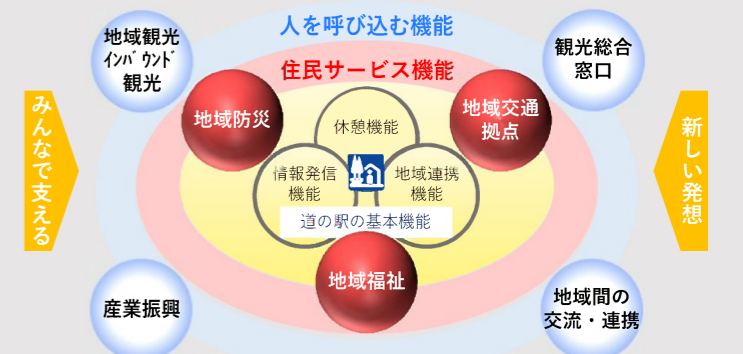 人を呼び込む機能
地域観光
ｲﾝﾊﾞｳﾝﾄﾞ
観光
観光総合
窓口
住民サービス機能
地域防災
地域交通
拠点
休憩機能
みんなで支える
新しい発想
情報発信
機能
地域連携
機能
道の駅の基本機能
地域福祉
産業振興
地域間の
交流・連携